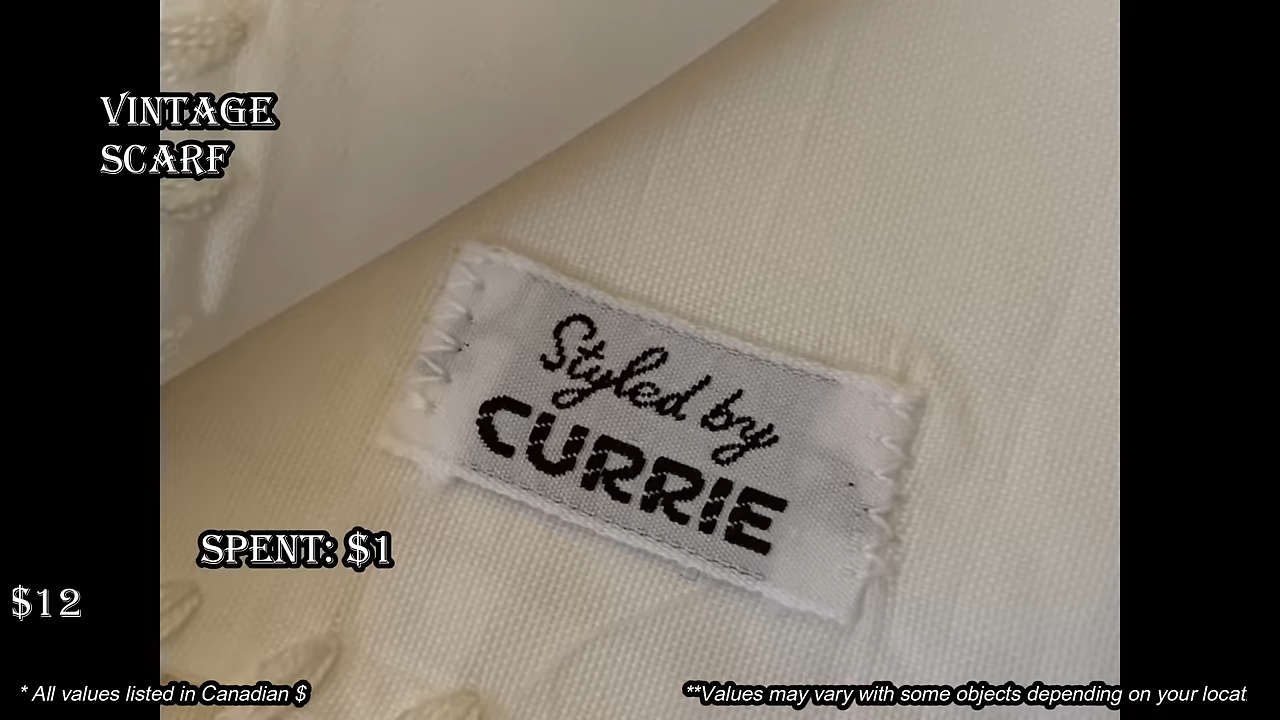 VINTAGE
SCARF
Styled by
CURRIE
SPENT: $1
$12
* All values listed in Canadian $
**Values may vary with some objects depending on your locat